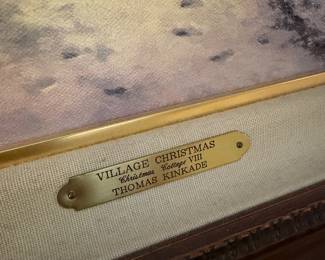 VILLAGE CHRISTMAS
Christmas Cottage VIII
THOMAS KINKADE